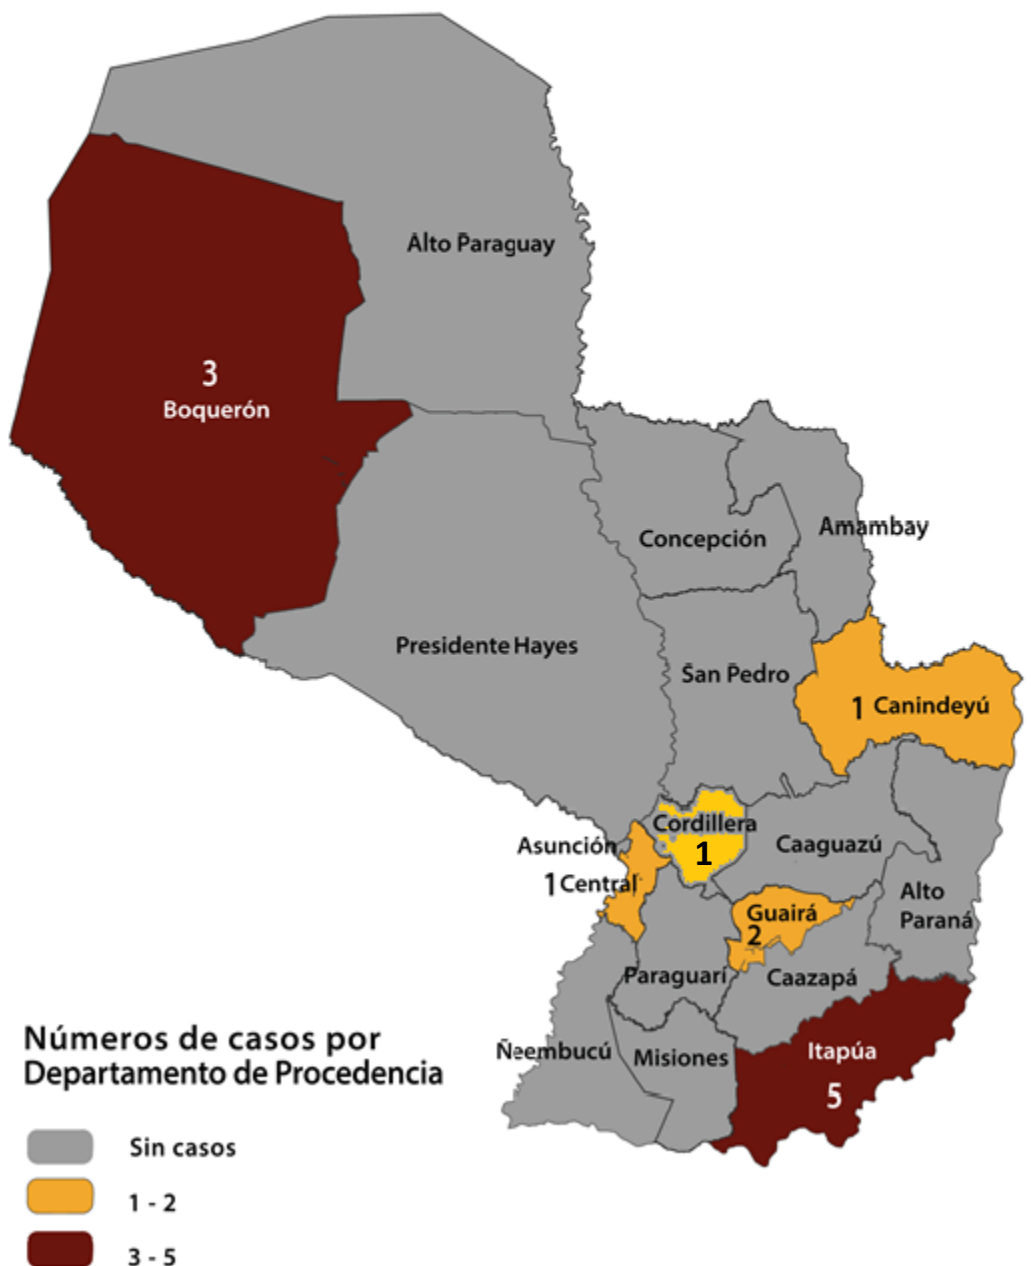 Alto Paraguay
3
Boquerón
Concepción
Amambay
Presidente Hayes
San Pedro
1 Canindeyú
Cordillera
1
Asunción
Caaguazú
1 Central
Alto
Paraná
Guairá
2
Paraguarí
Caazapá
Ñeembucú
Misiones
Itapúa
5
Números de casos por
Departamento de Procedencia
Sin casos
1 - 2
3 - 5